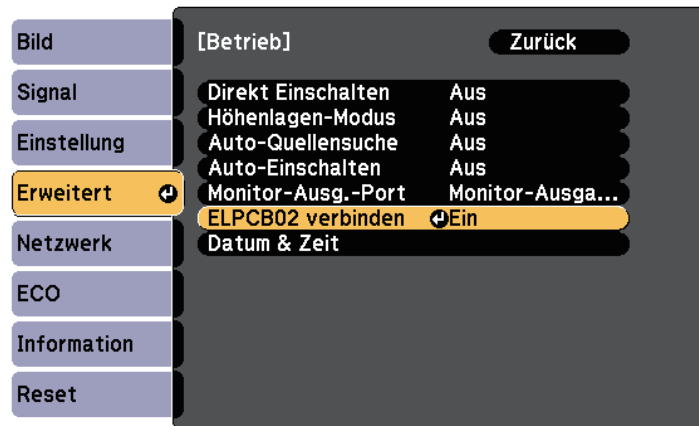 Bild
Signal
Einstellung
Erweitert
Netzwerk
ECO
Information
Reset
[Betrieb] Zurück
Direkt Einschalten Aus
Höhenlagen-Modus Aus
Auto-Quellensuche Aus
Auto-Einschalten Aus
Monitor-Ausg.-Port Monitor-Ausga...
ELPCB02 verbinden Ein
Datum & Zeit